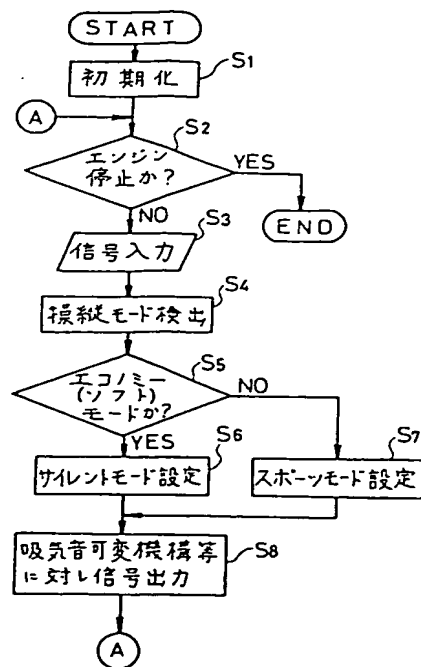 START
初期化
S1
A
S2
エンジン
停止か?
YES
END
NO
S3
信号入力
S4
操縦モード検出
S5
エコノミー
(ソフト)
モードか?
NO
YES
S6
サイレントモード設定
S7
スポーツモード設定
吸気音可変機構等
に対し信号出力
S8
A